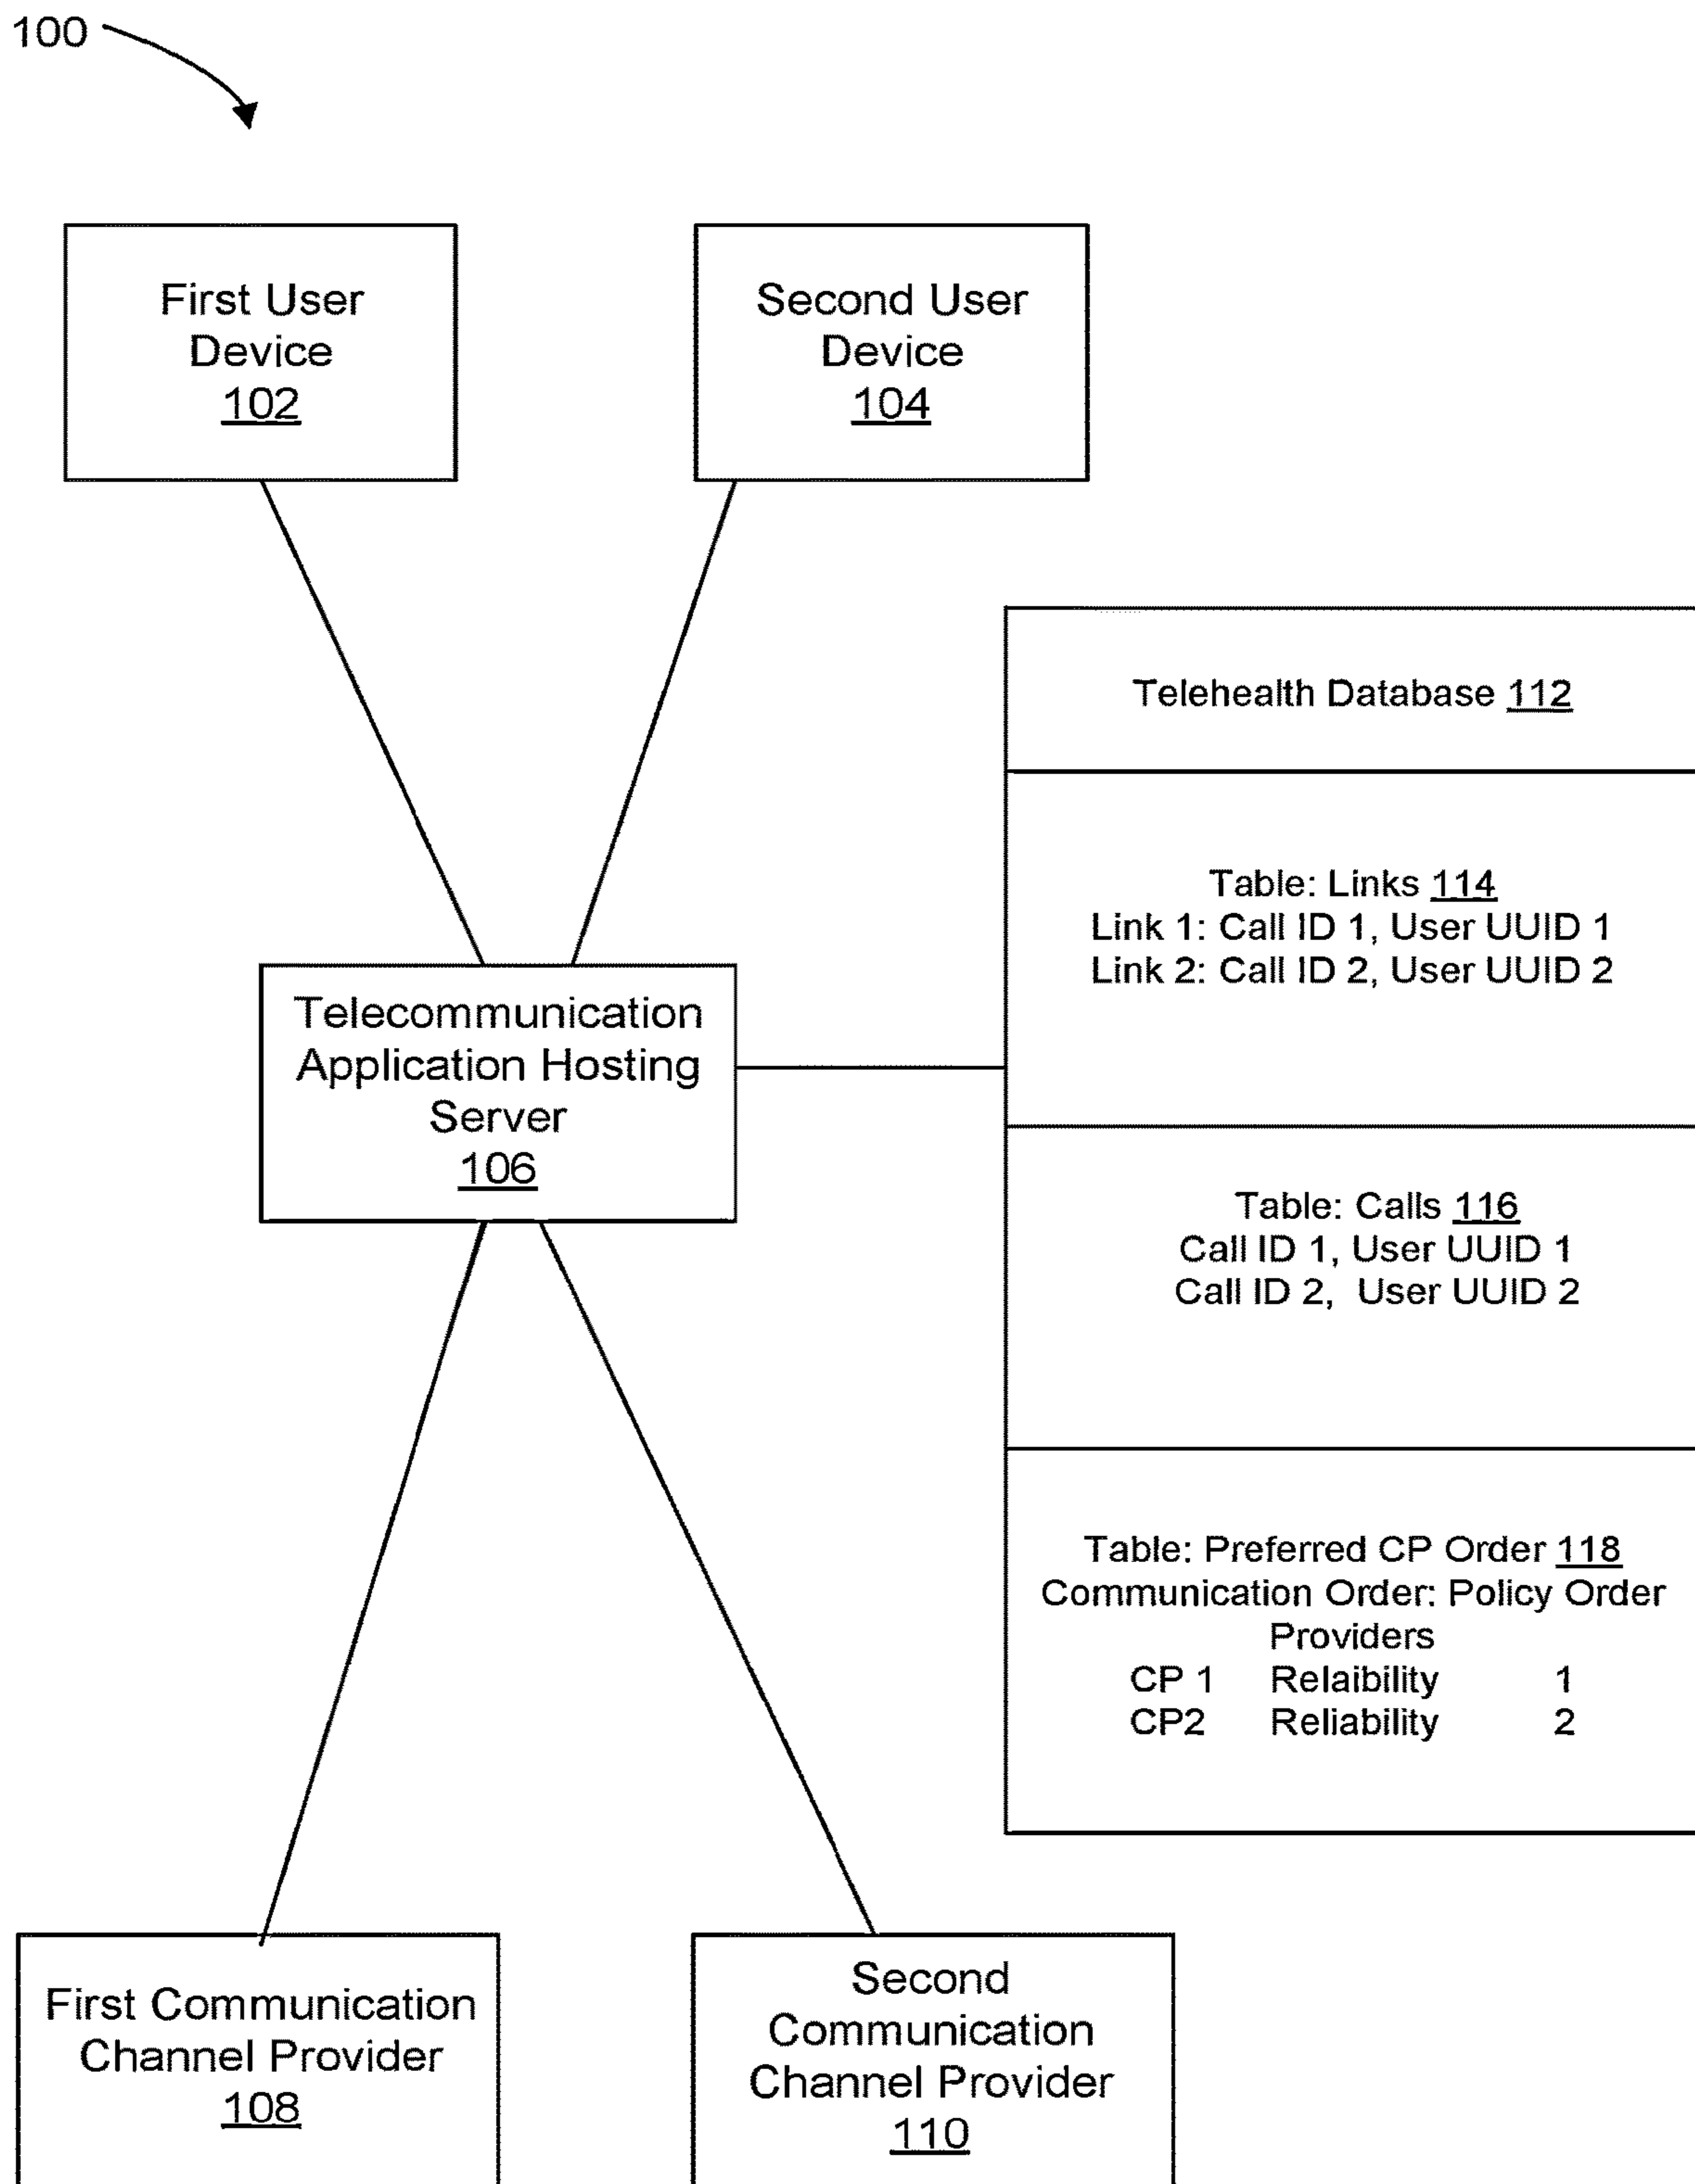 100
First User
Device
102
Second User
Device
104
Telehealth Database 112
Table: Links 114
Link 1: Call ID 1, User UUID 1
Link 2: Call ID 2, User UUID 2
Telecommunication
Application Hosting
Server
106
Table: Calls 116
Call ID 1, User UUID 1
Call ID 2, User UUID 2
Table: Preferred CP Order 118
Communication Order: Policy Order
Providers
CP 1 Relaibility 1
CP2 Reliability 2
First Communication
Channel Provider
108
Second
Communication
Channel Provider
110